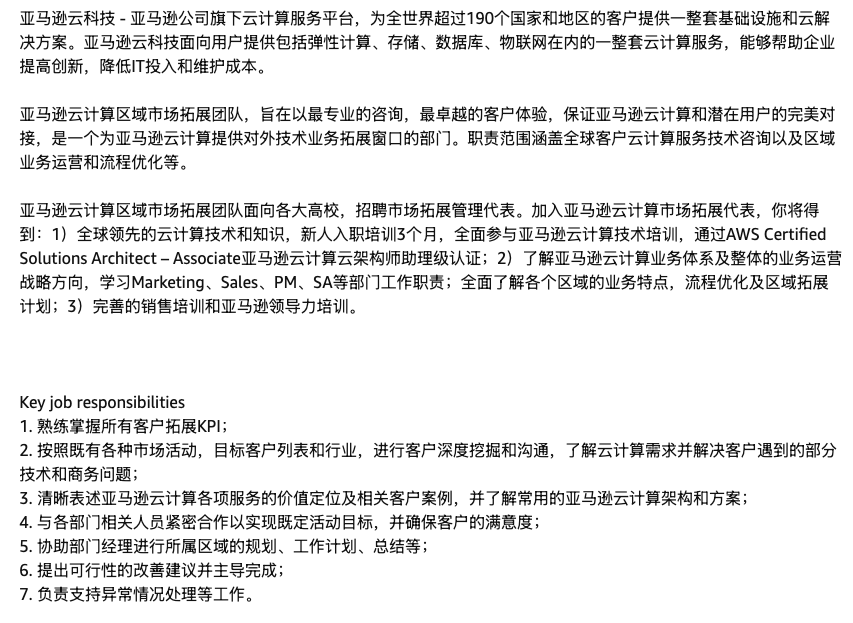 亚马逊云科技 - 亚马逊公司旗下云计算服务平台，为全世界超过190个国家和地区的客户提供一整套基础设施和云解
决方案。亚马逊云科技面向用户提供包括弹性计算、存储、数据库、物联网在内的一整套云计算服务，能够帮助企业
提高创新，降低IT投入和维护成本。
亚马逊云计算区域市场拓展团队，旨在以最专业的咨询，最卓越的客户体验，保证亚马逊云计算和潜在用户的完美对
接，是一个为亚马逊云计算提供对外技术业务拓展窗口的部门。职责范围涵盖全球客户云计算服务技术咨询以及区域
业务运营和流程优化等。
亚马逊云计算区域市场拓展团队面向各大高校，招聘市场拓展管理代表。加入亚马逊云计算市场拓展代表，你将得
到：1）全球领先的云计算技术和知识，新人入职培训3个月，全面参与亚马逊云计算技术培训，通过AWS Certified
Solutions Architect – Associate亚马逊云计算云架构师助理级认证；2）了解亚马逊云计算业务体系及整体的业务运营
战略方向，学习Marketing、Sales、PM、SA等部门工作职责；全面了解各个区域的业务特点，流程优化及区域拓展
计划；3）完善的销售培训和亚马逊领导力培训。
Key job responsibilities
1. 熟练掌握所有客户拓展KPI；
2. 按照既有各种市场活动，目标客户列表和行业，进行客户深度挖掘和沟通，了解云计算需求并解决客户遇到的部分
技术和商务问题；
3. 清晰表述亚马逊云计算各项服务的价值定位及相关客户案例，并了解常用的亚马逊云计算架构和方案；
4. 与各部门相关人员紧密合作以实现既定活动目标，并确保客户的满意度；
5. 协助部门经理进行所属区域的规划、工作计划、总结等；
6. 提出可行性的改善建议并主导完成；
7. 负责支持异常情况处理等工作。